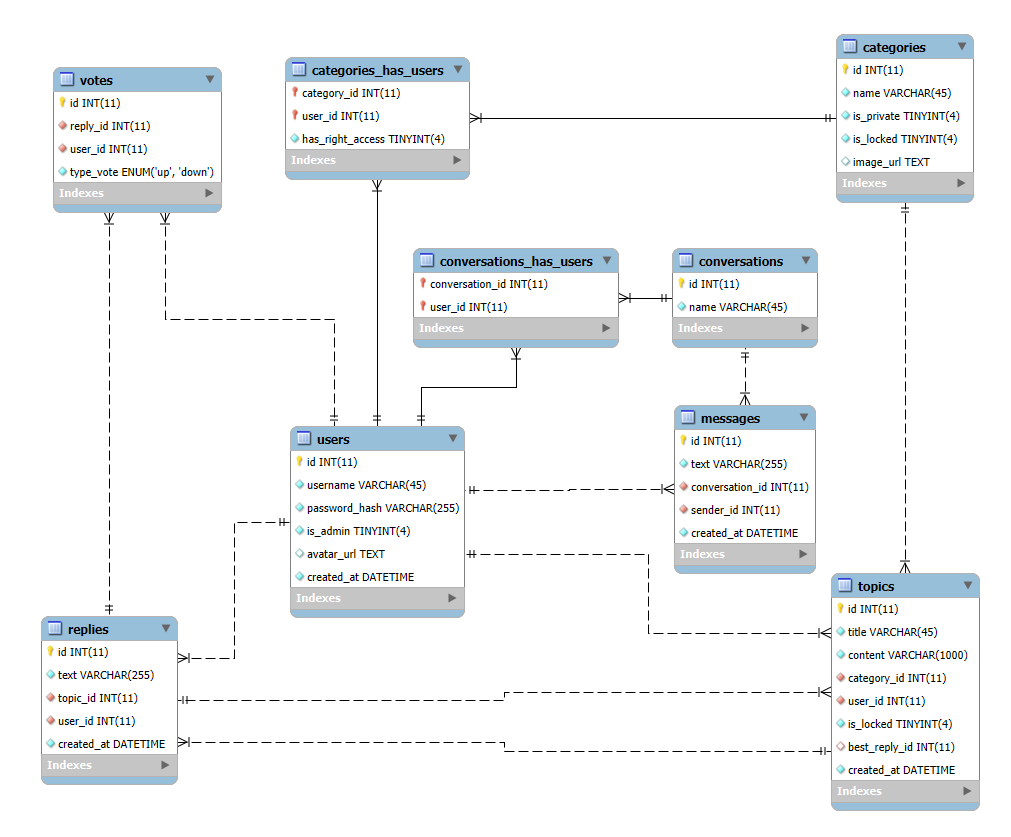 votes
id INT(11)
reply_id INT(11)
user_id INT(11)
type_vote ENUM('up', 'down')
Indexes
categories_has_users
category_id INT(11)
user_id INT(11)
has_right_access TINYINT(4)
Indexes
categories
id INT(11)
name VARCHAR(45)
is_private TINYINT(4)
is_locked TINYINT(4)
image_url TEXT
Indexes
conversations_has_users
conversation_id INT(11)
user_id INT(11)
Indexes
conversations
id INT(11)
name VARCHAR(45)
Indexes
users
id INT(11)
username VARCHAR(45)
password_hash VARCHAR(255)
is_admin TINYINT(4)
avatar_url TEXT
created_at DATETIME
Indexes
messages
id INT(11)
text VARCHAR(255)
conversation_id INT(11)
sender_id INT(11)
created_at DATETIME
Indexes
replies
id INT(11)
text VARCHAR(255)
topic_id INT(11)
user_id INT(11)
created_at DATETIME
Indexes
topics
id INT(11)
title VARCHAR(45)
content VARCHAR(1000)
category_id INT(11)
user_id INT(11)
is_locked TINYINT(4)
best_reply_id INT(11)
created_at DATETIME
Indexes